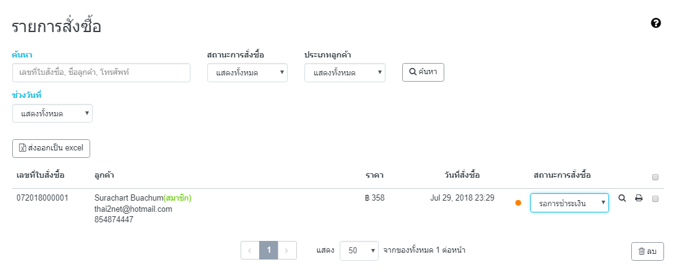 รายการสั่งซื้อ
ค้นหา
สถานะการสั่งซื้อ
ประเภทลูกค้า
เลขที่ใบสั่งซื้อ, ชื่อลูกค้า, โทรศัพท์
แสดงทั้งหมด
แสดงทั้งหมด
ค้นหา
ช่วงวันที่
แสดงทั้งหมด
ส่งออกเป็น excel
เลขที่ใบสั่งซื้อ ลูกค้า ราคา วันที่สั่งซื้อ สถานะการสั่งซื้อ
072018000001 Surachart Buachum(สมาชิก) ฿ 358 Jul 29, 2018 23:29 รอการชำระเงิน
thai2net@hotmail.com
854874447
‹ 1 › แสดง 50 จากของทั้งหมด 1 ต่อหน้า ลบ